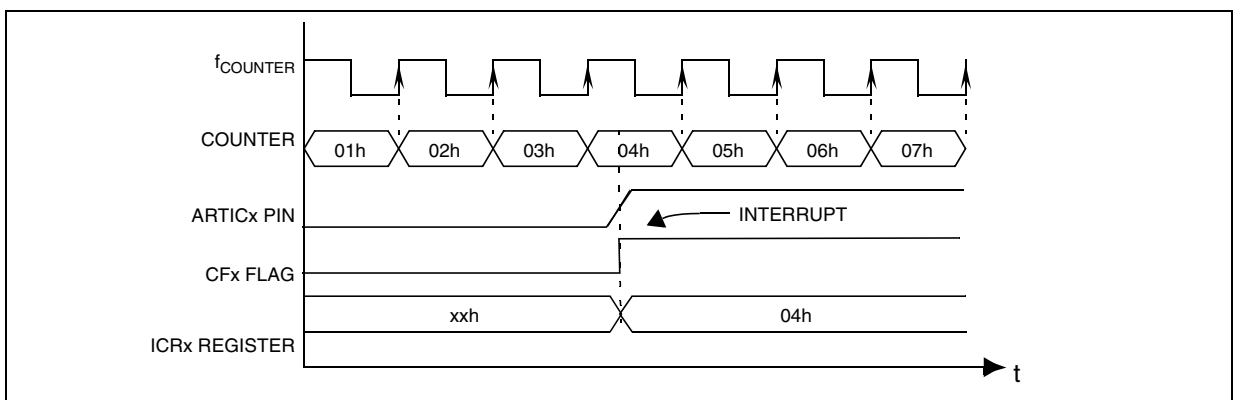 fCOUNTER
COUNTER
01h 02h 03h 04h 05h 06h 07h
ARTICx PIN
INTERRUPT
CFx FLAG
xxh 04h
ICRx REGISTER
t